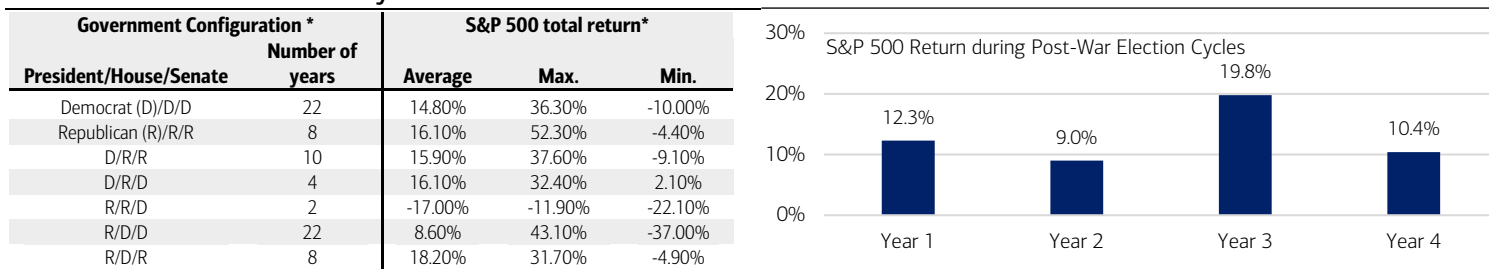 Government Configuration * S&P 500 total return*
President/House/Senate Number of years Average Max. Min.
Democrat (D)/D/D 22 14.80% 36.30% -10.00%
Republican (R)/R/R 8 16.10% 52.30% -4.40%
D/R/R 10 15.90% 37.60% -9.10%
D/R/D 4 16.10% 32.40% 2.10%
R/R/D 2 -17.00% -11.90% -22.10%
R/D/D 22 8.60% 43.10% -37.00%
R/D/R 8 18.20% 31.70% -4.90%
S&P 500 Return during Post-War Election Cycles
30%
20%
10%
0%
12.3%
9.0%
19.8%
10.4%
Year 1 Year 2 Year 3 Year 4